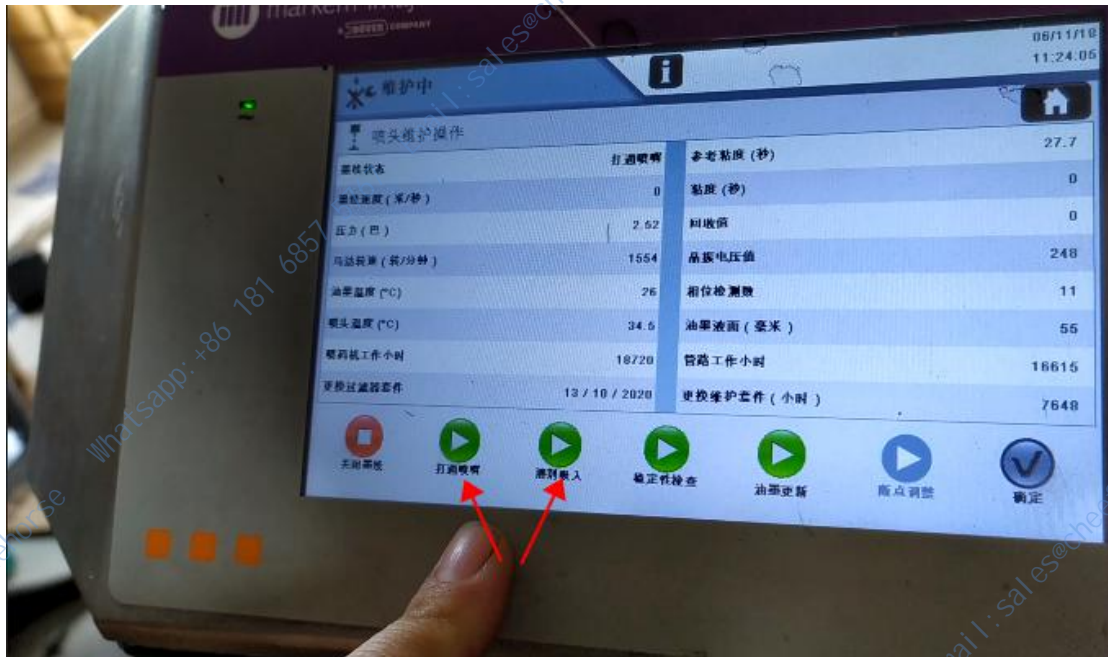 markem-imaje
a DOVER COMPANY
06/11/18
11:24:05
维护中
i
喷头维护操作
墨线状态 打通喷嘴
墨线速度 ( 米/秒 ) 0
压力 ( 巴 ) 2.52
马达转速 ( 转/分钟 ) 1554
油墨温度 (°C) 26
喷头温度 (°C) 34.5
喷码机工作小时 18720
更换过滤器套件 13 / 10 / 2020
参考粘度 (秒) 27.7
粘度 (秒) 0
回收值 0
晶振电压值 248
相位检测数 11
油墨液面 ( 毫米 ) 55
管路工作小时 16615
更换维护套件 ( 小时 ) 7648
关闭墨线
打通喷嘴
溶剂吸入
稳定性检查
油墨更新
断点调整
确定
Whatsapp: +86 181 6857
ail: sales@che
mail: sales@che
ehorse